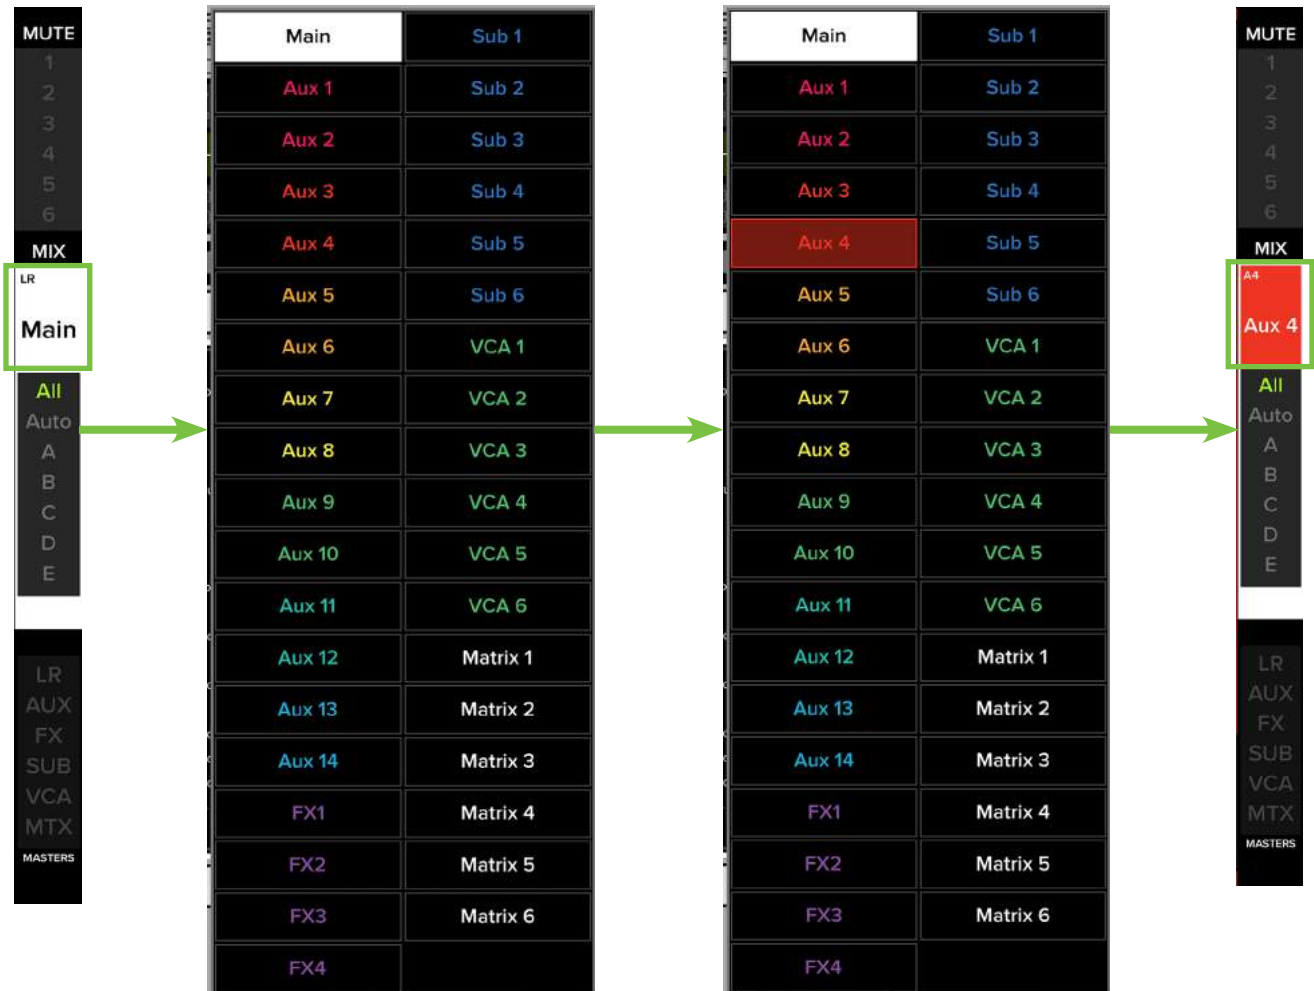 MUTE
1
2
3
4
5
6
MIX
LR
Main
All
Auto
A
B
C
D
E
LR
AUX
FX
SUB
VCA
MTX
MASTERS
Main Sub 1
Aux 1 Sub 2
Aux 2 Sub 3
Aux 3 Sub 4
Aux 4 Sub 5
Aux 5 Sub 6
Aux 6 VCA 1
Aux 7 VCA 2
Aux 8 VCA 3
Aux 9 VCA 4
Aux 10 VCA 5
Aux 11 VCA 6
Aux 12 Matrix 1
Aux 13 Matrix 2
Aux 14 Matrix 3
FX1 Matrix 4
FX2 Matrix 5
FX3 Matrix 6
FX4
Main Sub 1
Aux 1 Sub 2
Aux 2 Sub 3
Aux 3 Sub 4
Aux 4 Sub 5
Aux 5 Sub 6
Aux 6 VCA 1
Aux 7 VCA 2
Aux 8 VCA 3
Aux 9 VCA 4
Aux 10 VCA 5
Aux 11 VCA 6
Aux 12 Matrix 1
Aux 13 Matrix 2
Aux 14 Matrix 3
FX1 Matrix 4
FX2 Matrix 5
FX3 Matrix 6
FX4
MUTE
1
2
3
4
5
6
MIX
A4
Aux 4
All
Auto
A
B
C
D
E
LR
AUX
FX
SUB
VCA
MTX
MASTERS